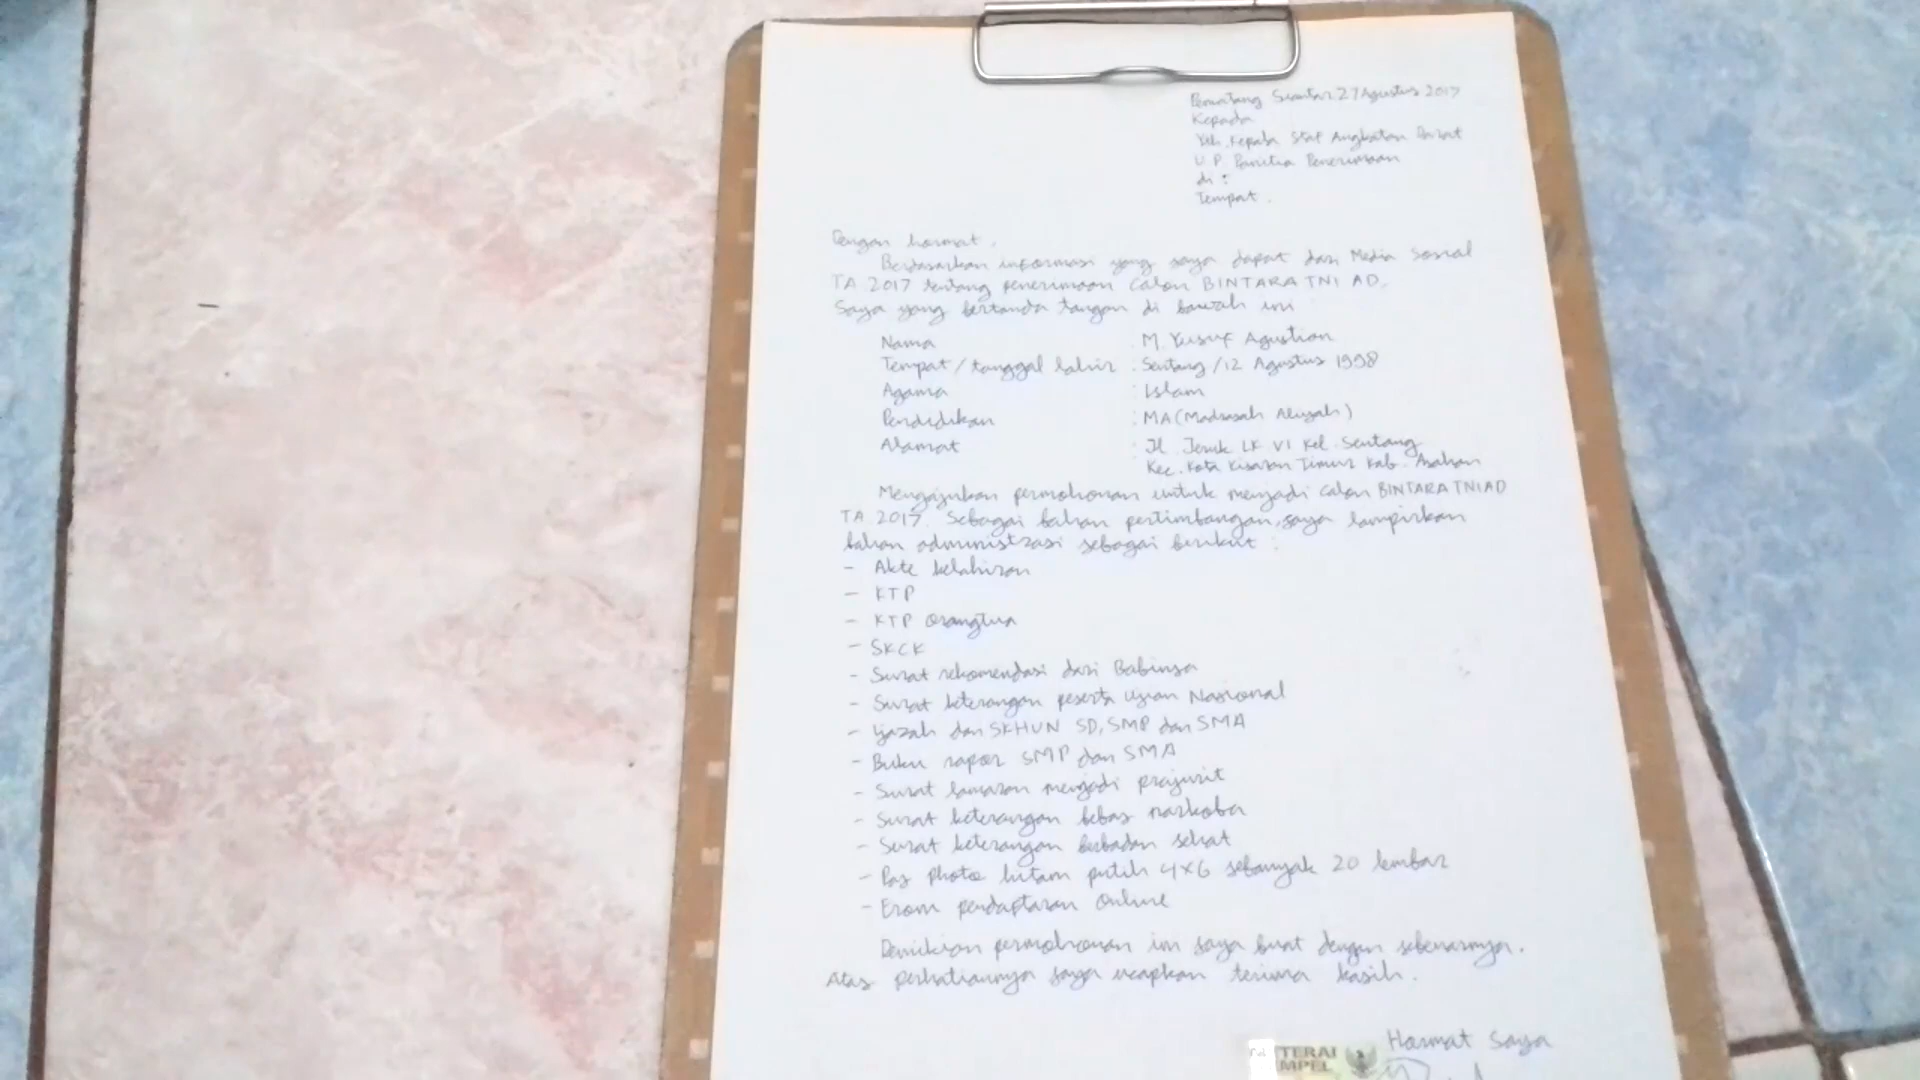 Pematang Siantar, 27 Agustus 2017
Kepada
Yth. Kepala Staf Angkatan Darat
U.P. Panitia Penerimaan
di :
Tempat.
Dengan hormat,
Berdasarkan informasi yang saya dapat dari Media Sosial
TA 2017 tentang penerimaan Calon BINTARA TNI AD.
Saya yang bertanda tangan di bawah ini
Nama : M. Yusuf Agustian
Tempat / tanggal lahir : Sentang / 12 Agustus 1998
Agama : Islam
Pendidikan : MA (Madrasah Aliyah)
Alamat : Jl. Jeruk LK VI Kel. Sentang
Kec. Kota Kisaran Timur Kab. Asahan
Mengajukan permohonan untuk menjadi Calon BINTARA TNI AD
TA 2017. Sebagai bahan pertimbangan, saya lampirkan
bahan administrasi sebagai berikut :
- Akte kelahiran
- KTP
- KTP Orangtua
- SKCK
- Surat rekomendasi dari Babinsa
- Surat keterangan peserta Ujian Nasional
- Ijazah dan SKHUN SD, SMP dan SMA
- Buku rapor SMP dan SMA
- Surat lamaran menjadi prajurit
- Surat keterangan bebas narkoba
- Surat keterangan berbadan sehat
- Pas Photo hitam putih 4x6 sebanyak 20 lembar
- From pendaptaran Online
Demikian permohonan ini saya buat dengan sebenarnya.
Atas perhatiannya saya ucapkan terima kasih.
Hormat Saya
TERAI
MPEL